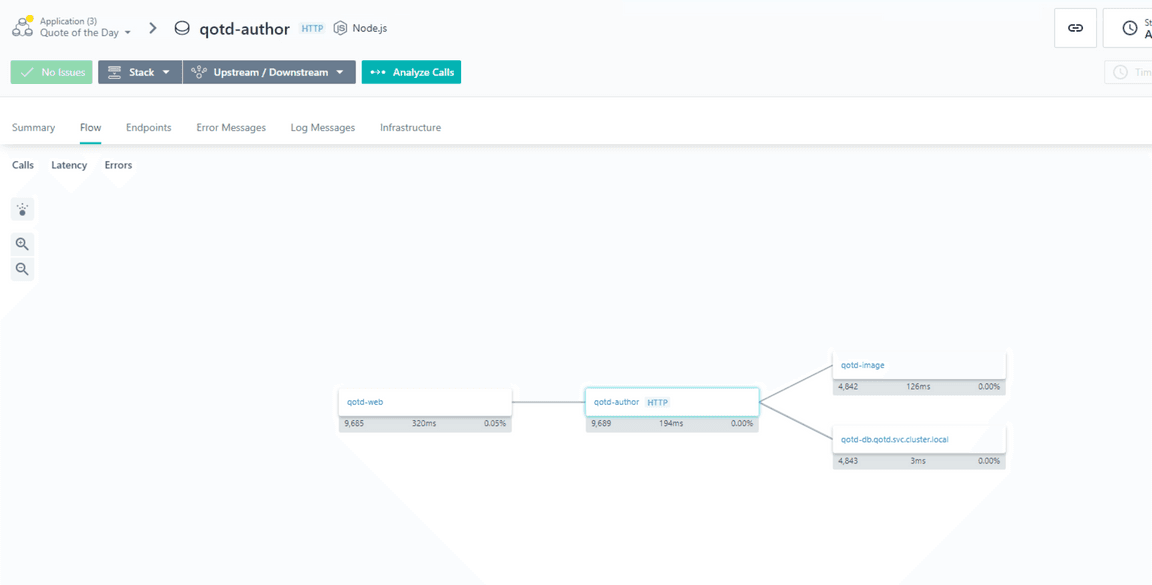 Application (3)
Quote of the Day
qotd-author HTTP Node.js
No Issues Stack Upstream / Downstream Analyze Calls
Summary Flow Endpoints Error Messages Log Messages Infrastructure
Calls Latency Errors
qotd-image
4,842 126ms 0.00%
qotd-web
9,685 320ms 0.05%
qotd-author HTTP
9,689 194ms 0.00%
qotd-db.qotd.svc.cluster.local
4,843 3ms 0.00%